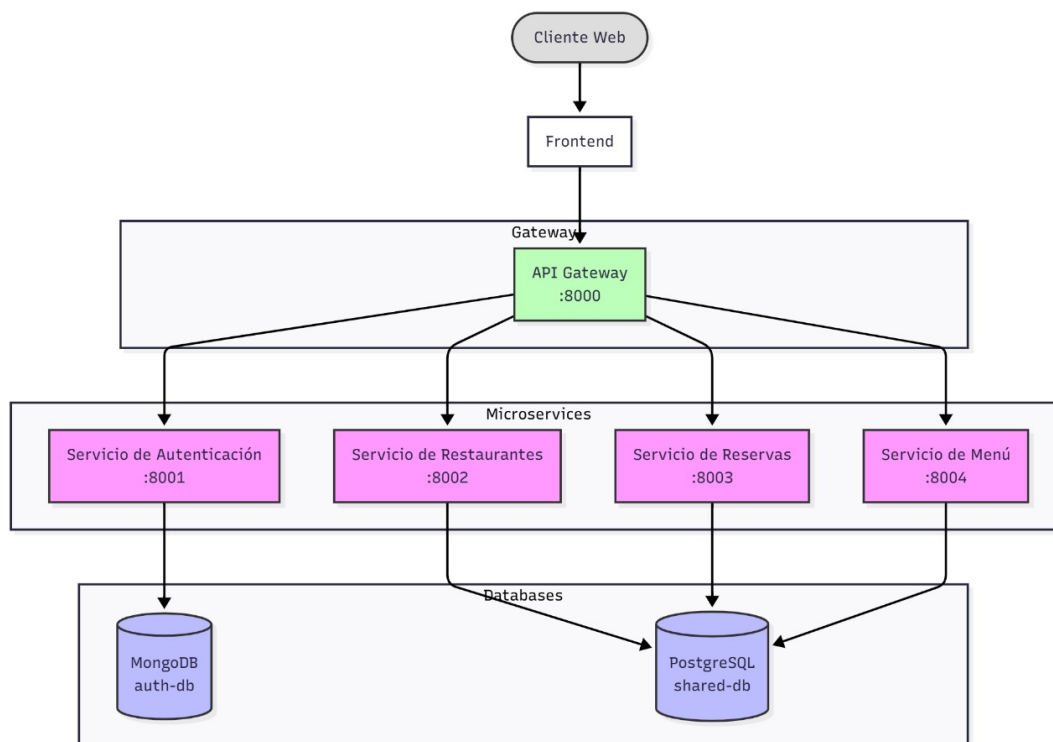 Cliente Web
Frontend
Gateway
API Gateway
:8000
Microservices
Servicio de Autenticación
:8001
Servicio de Restaurantes
:8002
Servicio de Reservas
:8003
Servicio de Menú
:8004
Databases
MongoDB
auth-db
PostgreSQL
shared-db